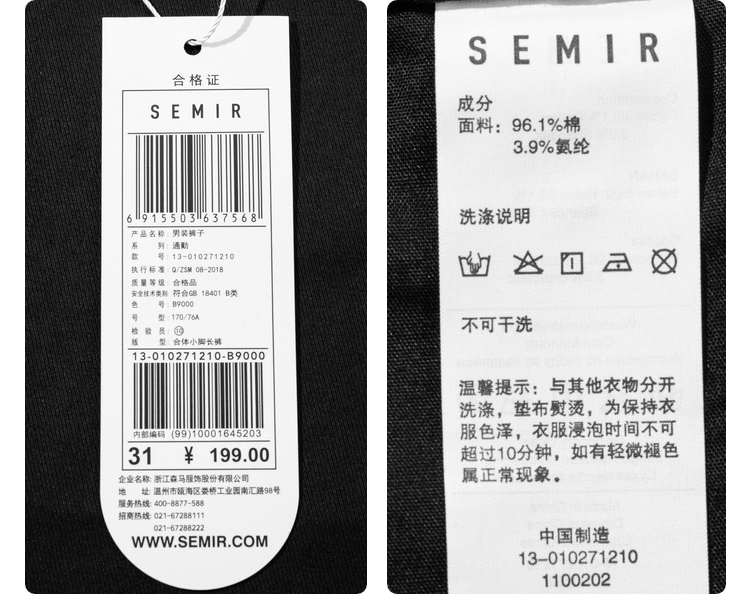 合格证
SEMIR
6 915503 637568
产品名称: 男装裤子
系 列: 通勤
款 号: 13-010271210
执行标准: Q/ZSM 08-2018
质量等级: 合格品
安全技术类别: 符合GB 18401 B类
色 号: B9000
号 型: 170/76A
检 验 员: ⑩
版 型: 合体小脚长裤
13-010271210-B9000
内部编码 (99)10001645203
31 ¥ 199.00
企业名称: 浙江森马服饰股份有限公司
地 址: 温州市瓯海区娄桥工业园南汇路98号
服务热线: 400-8877-588
招商热线: 021-67288111
021-67288222
WWW.SEMIR.COM
SEMIR
成分
面料: 96.1%棉
3.9%氨纶
洗涤说明
不可干洗
温馨提示: 与其他衣物分开
洗涤, 垫布熨烫, 为保持衣
服色泽, 衣服浸泡时间不可
超过10分钟, 如有轻微褪色
属正常现象。
中国制造
13-010271210
1100202